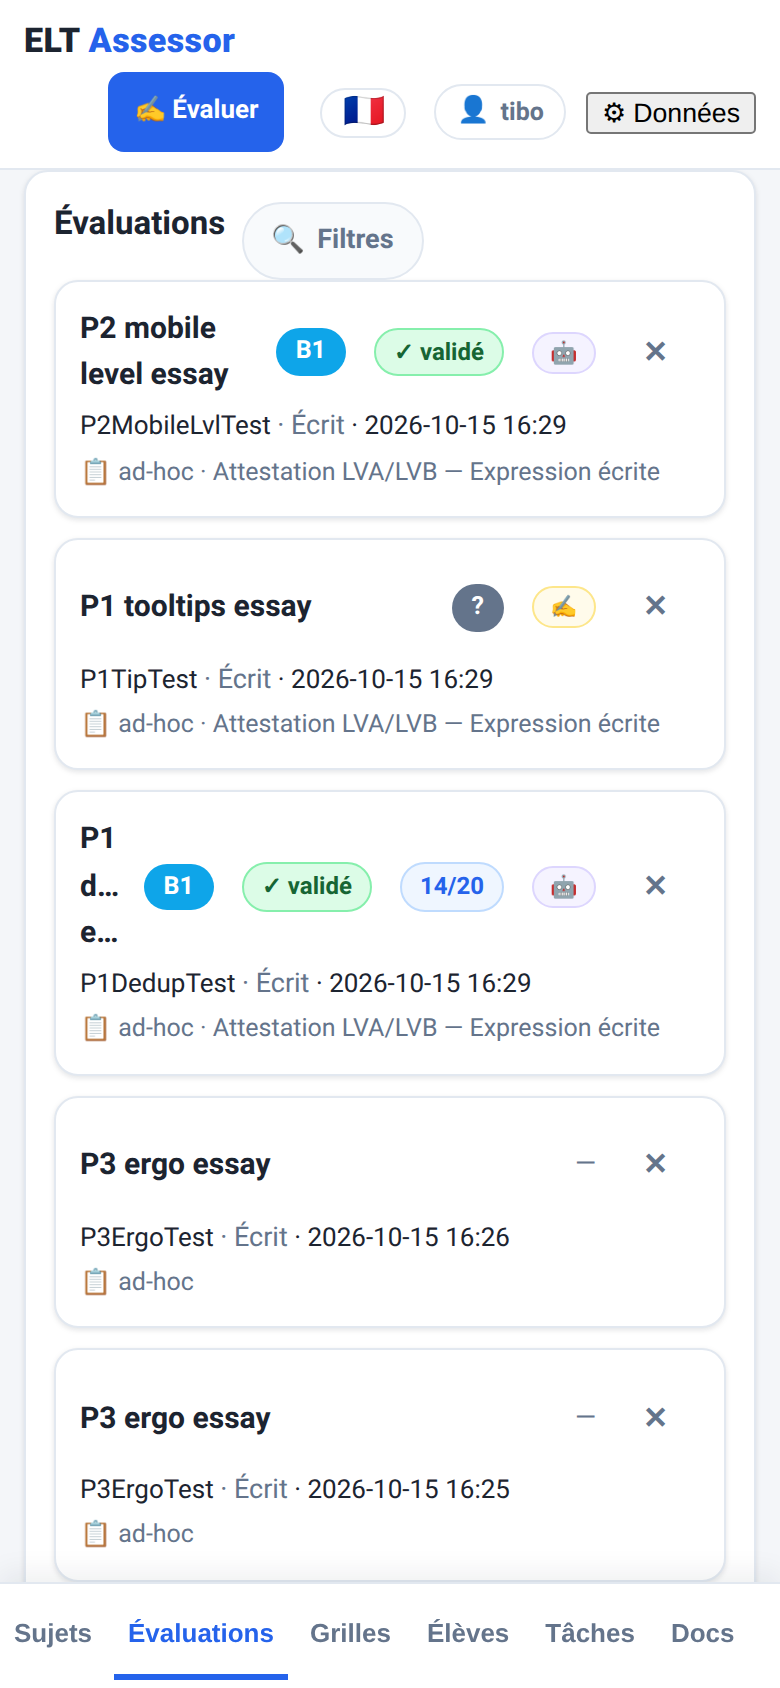 ELT Assessor
✍️ Évaluer 🇫🇷 👤 tibo ⚙ Données
Évaluations 🔍 Filtres
P2 mobile level essay B1 ✓ validé 🤖 ✕
P2MobileLvlTest · Écrit · 2026-10-15 16:29
📋 ad-hoc · Attestation LVA/LVB — Expression écrite
P1 tooltips essay ? ✍️ ✕
P1TipTest · Écrit · 2026-10-15 16:29
📋 ad-hoc · Attestation LVA/LVB — Expression écrite
P1 d… e… B1 ✓ validé 14/20 🤖 ✕
P1DedupTest · Écrit · 2026-10-15 16:29
📋 ad-hoc · Attestation LVA/LVB — Expression écrite
P3 ergo essay — ✕
P3ErgoTest · Écrit · 2026-10-15 16:26
📋 ad-hoc
P3 ergo essay — ✕
P3ErgoTest · Écrit · 2026-10-15 16:25
📋 ad-hoc
Sujets Évaluations Grilles Élèves Tâches Docs